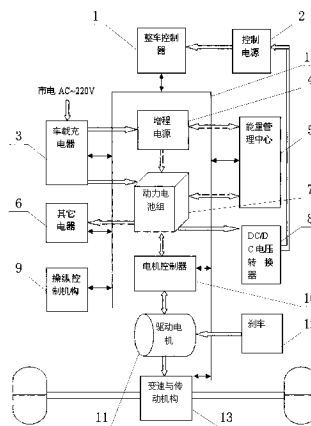 1
2
整车控制
器
控制
电源
市电 AC~220V
1
4
车载充
电器
增程
电源
能量管
理中心
3
5
动力电
池组
7
6
其它
电器
DC/D
C电压
转换
器
8
9
操纵控
制机构
电机控制器
10
驱动电
机
刹车
1
11
变速与传
动机构
13